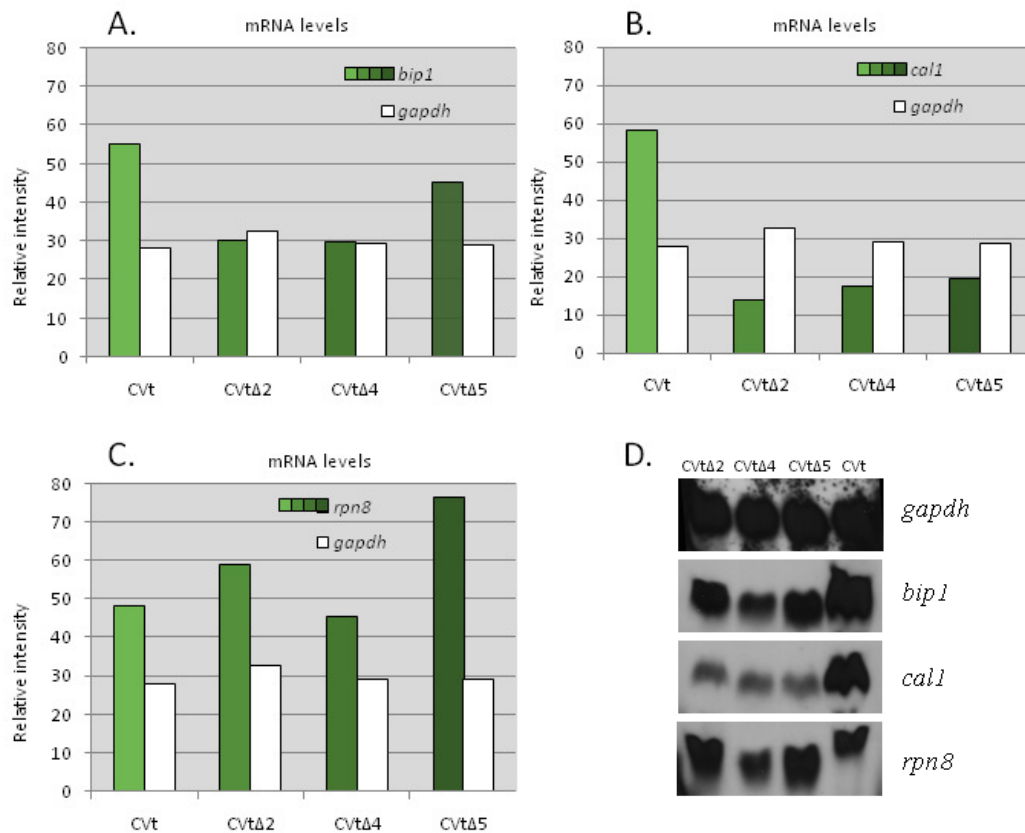 A.
mRNA levels
80
70
60
50
40
30
20
10
0
Relative intensity
bip1
gapdh
CVt CVtΔ2 CVtΔ4 CVtΔ5
B.
mRNA levels
80
70
60
50
40
30
20
10
0
Relative intensity
cal1
gapdh
CVt CVtΔ2 CVtΔ4 CVtΔ5
C.
mRNA levels
80
70
60
50
40
30
20
10
0
Relative intensity
rpn8
gapdh
CVt CVtΔ2 CVtΔ4 CVtΔ5
D.
CVtΔ2 CVtΔ4 CVtΔ5 CVt
gapdh
bip1
cal1
rpn8